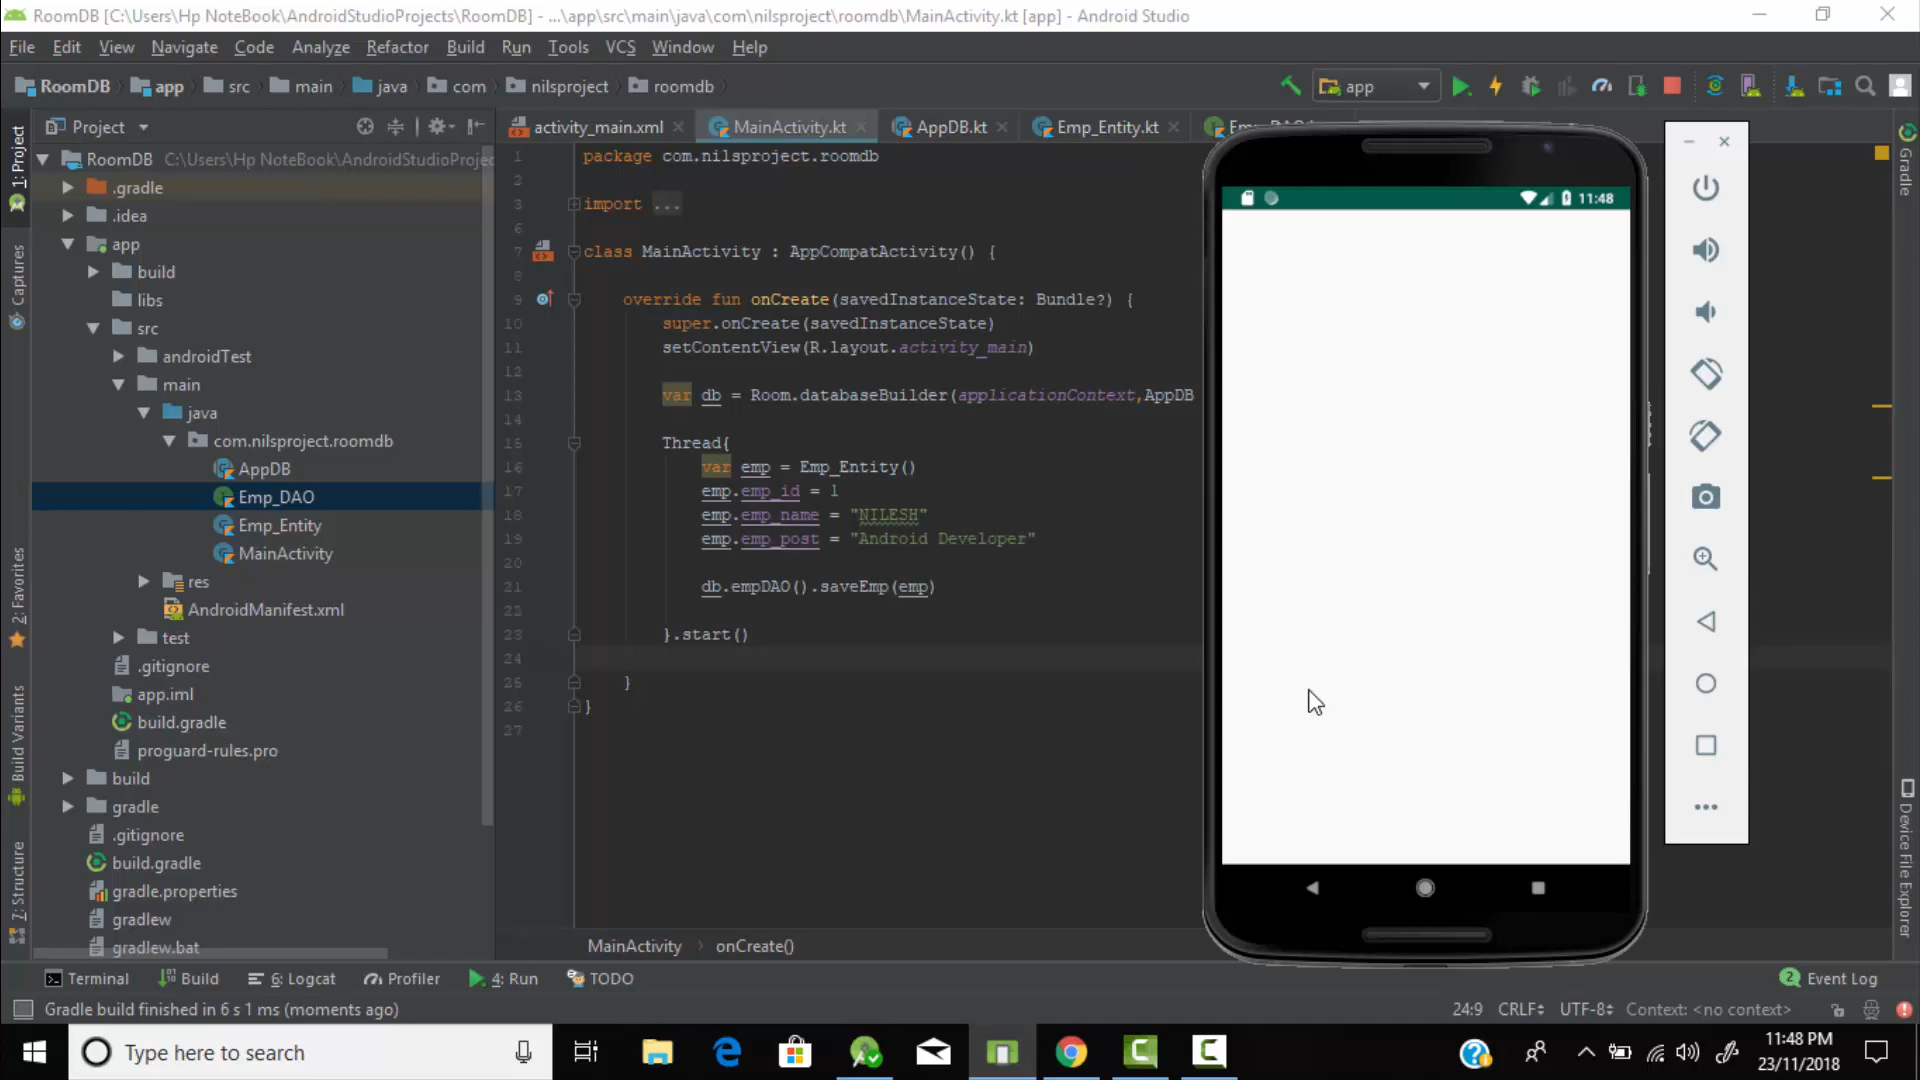 RoomDB [C:\Users\Hp NoteBook\AndroidStudioProjects\RoomDB] - ...\app\src\main\java\com\nilsproject\roomdb\MainActivity.kt [app] - Android Studio
File Edit View Navigate Code Analyze Refactor Build Run Tools VCS Window Help
RoomDB app src main java com nilsproject roomdb app
1: Project
Captures
2: Favorites
Build Variants
7: Structure
Project
RoomDB C:\Users\Hp NoteBook\AndroidStudioProjec
.gradle
.idea
app
build
libs
src
androidTest
main
java
com.nilsproject.roomdb
AppDB
Emp_DAO
Emp_Entity
MainActivity
res
AndroidManifest.xml
test
.gitignore
app.iml
build.gradle
proguard-rules.pro
build
gradle
.gitignore
build.gradle
gradle.properties
gradlew
gradlew.bat
activity_main.xml MainActivity.kt AppDB.kt Emp_Entity.kt
1 package com.nilsproject.roomdb
2
3 import ...
6
7 class MainActivity : AppCompatActivity() {
8
9 override fun onCreate(savedInstanceState: Bundle?) {
10 super.onCreate(savedInstanceState)
11 setContentView(R.layout.activity_main)
12
13 var db = Room.databaseBuilder(applicationContext,AppDB
14
15 Thread{
16 var emp = Emp_Entity()
17 emp.emp_id = 1
18 emp.emp_name = "NILESH"
19 emp.emp_post = "Android Developer"
20
21 db.empDAO().saveEmp(emp)
22
23 }.start()
24
25 }
26 }
27
11:48
Gradle
Device File Explorer
MainActivity onCreate()
Terminal Build 6: Logcat Profiler 4: Run TODO 2 Event Log
Gradle build finished in 6 s 1 ms (moments ago) 24:9 CRLF UTF-8 Context: <no context>
Type here to search
11:48 PM
23/11/2018